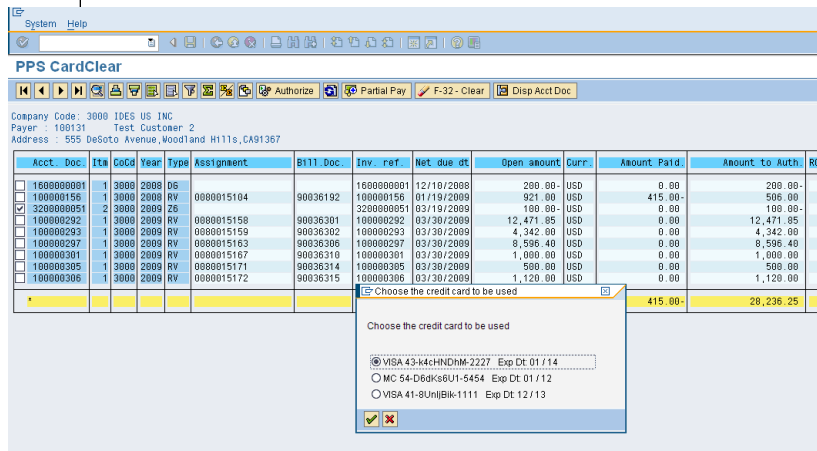 System Help
PPS CardClear
Authorize Partial Pay F-32 - Clear Disp Acct Doc
Company Code: 3000 IDES US INC
Payer : 100131 Test Customer 2
Address : 555 DeSoto Avenue,Woodland Hills,CA91367
Acct. Doc. Itm CoCd Year Type Assignment Bill.Doc. Inv. ref. Net due dt Open amount Curr. Amount Paid. Amount to Auth. RC
1600000001 1 3000 2008 DG 1600000001 12/10/2008 200.00- USD 0.00 200.00-
100000156 1 3000 2008 RV 0080015104 90036192 100000156 01/19/2009 921.00 USD 415.00- 506.00
3200000051 2 3000 2009 Z6 3200000051 03/19/2009 100.00- USD 0.00 100.00-
100000292 1 3000 2009 RV 0080015158 90036301 100000292 03/30/2009 12,471.85 USD 0.00 12,471.85
100000293 1 3000 2009 RV 0080015159 90036302 100000293 03/30/2009 4,342.00 USD 0.00 4,342.00
100000297 1 3000 2009 RV 0080015163 90036306 100000297 03/30/2009 8,596.40 USD 0.00 8,596.40
100000301 1 3000 2009 RV 0080015167 90036310 100000301 03/30/2009 1,000.00 USD 0.00 1,000.00
100000305 1 3000 2009 RV 0080015171 90036314 100000305 03/30/2009 500.00 USD 0.00 500.00
100000306 1 3000 2009 RV 0080015172 90036315 100000306 03/30/2009 1,120.00 USD 0.00 1,120.00
* 415.00- 28,236.25
Choose the credit card to be used
Choose the credit card to be used
VISA 43-k4cHNDhM-2227 Exp Dt: 01 / 14
MC 54-D6dKs6U1-5454 Exp Dt: 01 / 12
VISA 41-8UnIjBik-1111 Exp Dt: 12 / 13